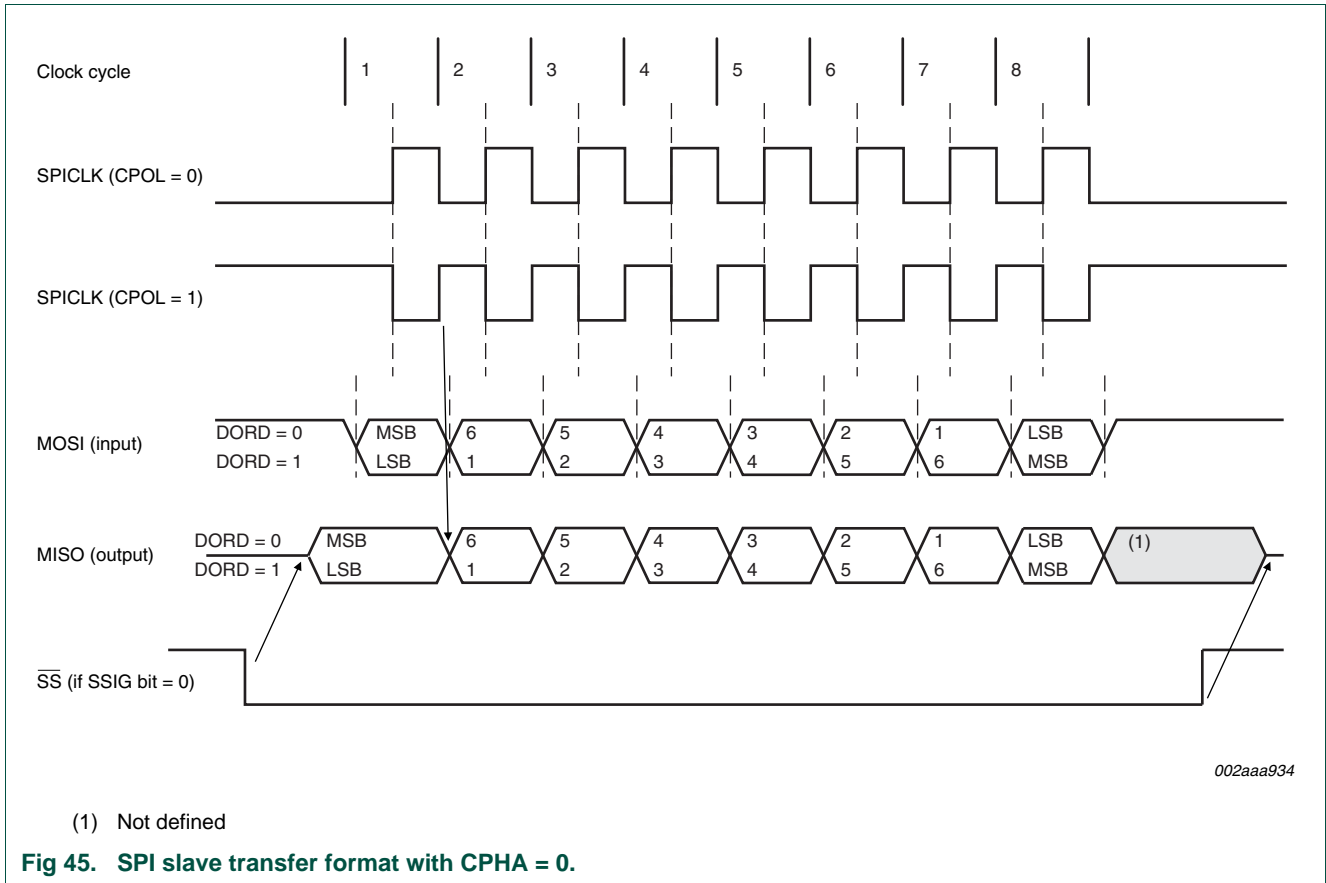 Clock cycle 1 2 3 4 5 6 7 8
SPICLK (CPOL = 0)
SPICLK (CPOL = 1)
MOSI (input)
DORD = 0 MSB 6 5 4 3 2 1 LSB
DORD = 1 LSB 1 2 3 4 5 6 MSB
MISO (output)
DORD = 0 MSB 6 5 4 3 2 1 LSB (1)
DORD = 1 LSB 1 2 3 4 5 6 MSB
S̅S̅ (if SSIG bit = 0)
002aaa934
(1) Not defined
Fig 45. SPI slave transfer format with CPHA = 0.